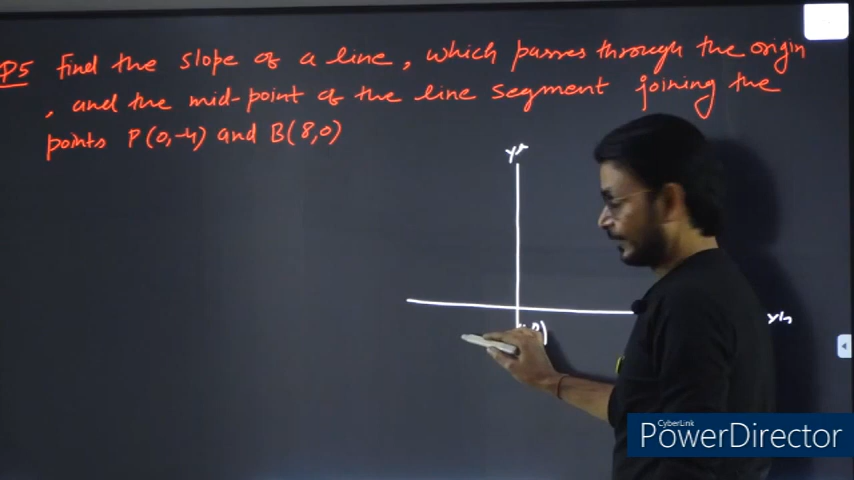 P5 find the slope of a line, which passes through the origin
, and the mid-point of the line segment joining the
points P(0,-4) and B(8,0)
CyberLink
PowerDirector